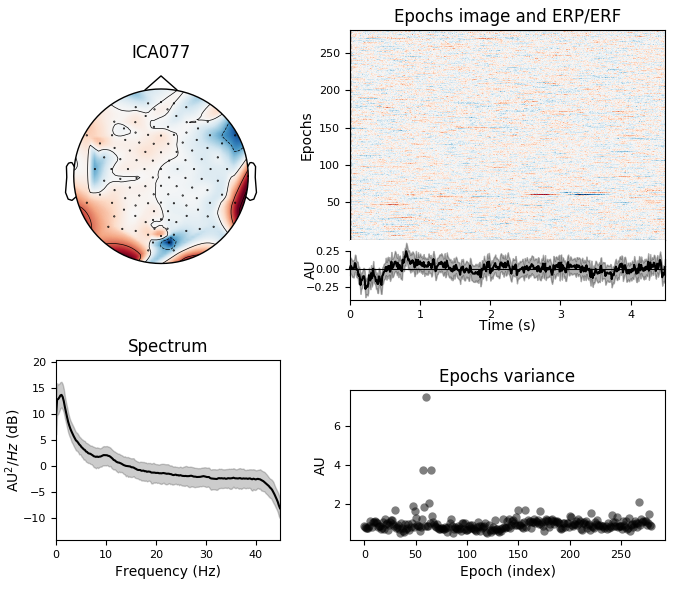 ICA077
Epochs image and ERP/ERF
Epochs
250
200
150
100
50
AU
0.25
0.00
−0.25
0 1 2 3 4
Time (s)
Spectrum
AU²/Hz (dB)
20
15
10
5
0
−5
−10
0 10 20 30 40
Frequency (Hz)
Epochs variance
AU
6
4
2
0 50 100 150 200 250
Epoch (index)